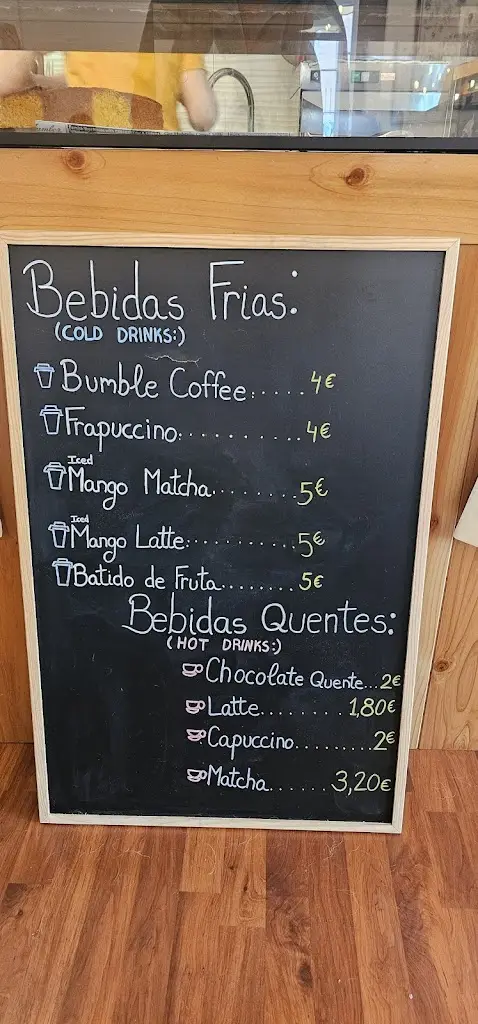 Bebidas Frias:
(COLD DRINKS:)
Bumble Coffee:.....4€
Frapuccino...........4€
Iced
Mango Matcha........5€
Iced
Mango Latte..........5€
Batido de Fruta.......5€
Bebidas Quentes:
(HOT DRINKS:)
Chocolate Quente...2€
Latte.........1,80€
Capuccino.........2€
Matcha......3,20€